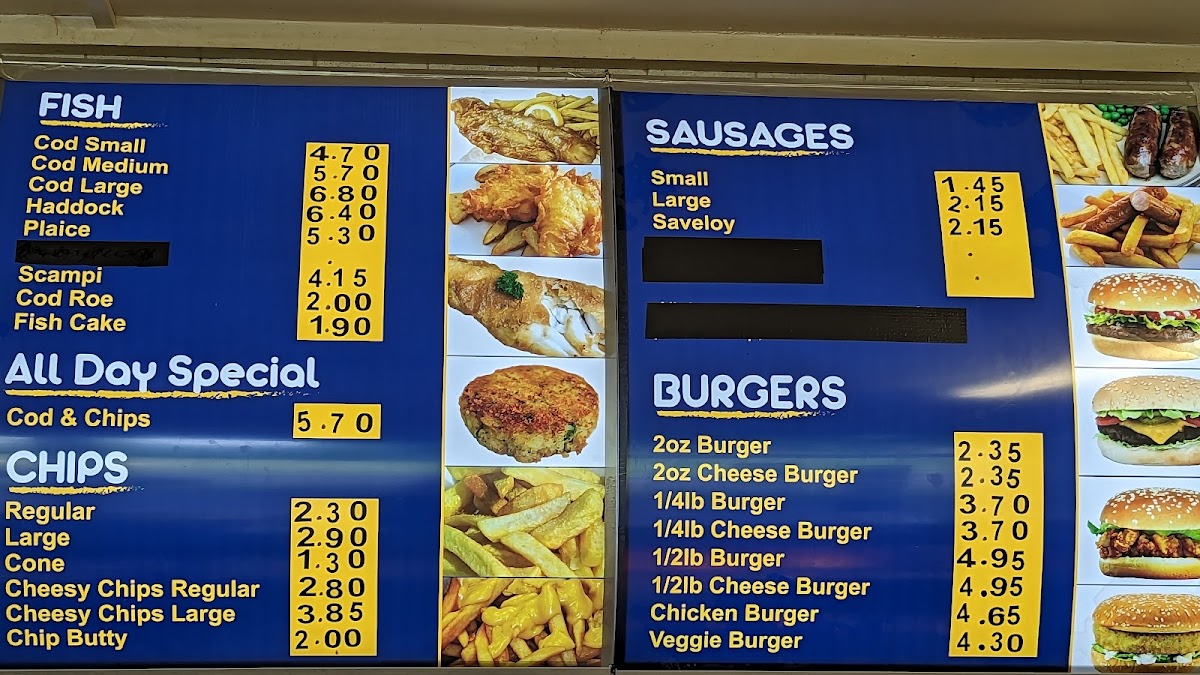 FISH
Cod Small 4.70
Cod Medium 5.70
Cod Large 6.80
Haddock 6.40
Plaice 5.30
Scampi 4.15
Cod Roe 2.00
Fish Cake 1.90
All Day Special
Cod & Chips 5.70
CHIPS
Regular 2.30
Large 2.90
Cone 1.30
Cheesy Chips Regular 2.80
Cheesy Chips Large 3.85
Chip Butty 2.00
SAUSAGES
Small 1.45
Large 2.15
Saveloy 2.15
BURGERS
2oz Burger 2.35
2oz Cheese Burger 2.35
1/4lb Burger 3.70
1/4lb Cheese Burger 3.70
1/2lb Burger 4.95
1/2lb Cheese Burger 4.95
Chicken Burger 4.65
Veggie Burger 4.30